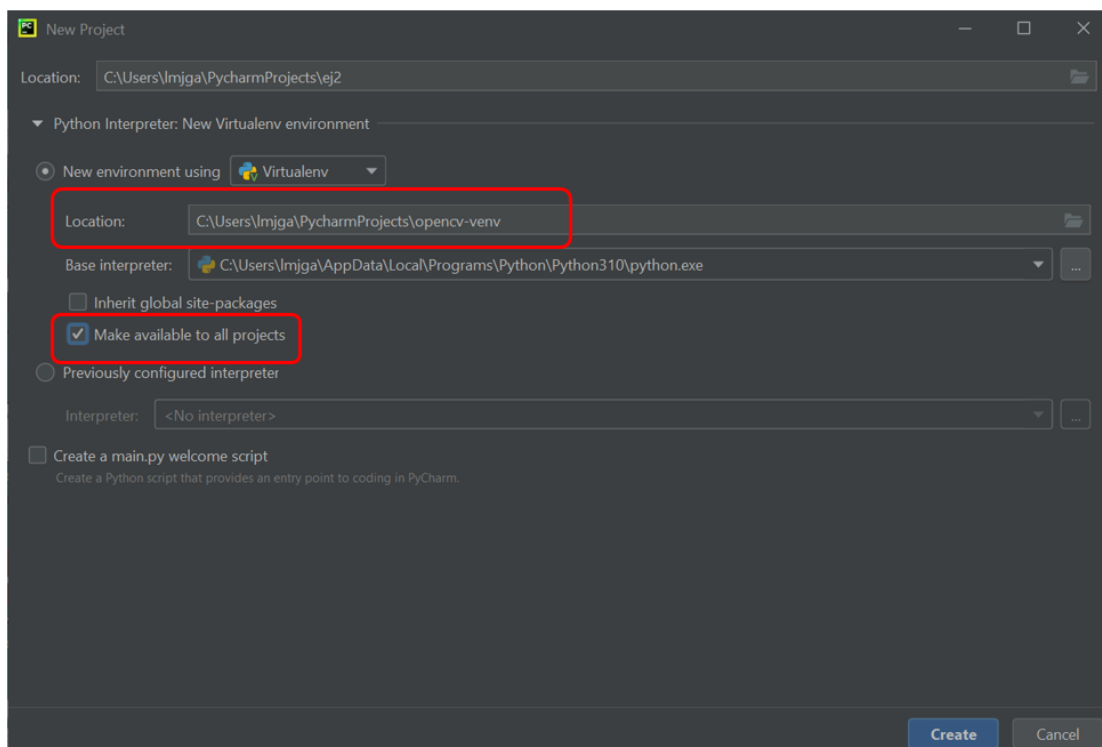 PC
New Project
Location: C:\Users\lmjga\PycharmProjects\ej2
Python Interpreter: New Virtualenv environment
New environment using Virtualenv
Location: C:\Users\lmjga\PycharmProjects\opencv-venv
Base interpreter: C:\Users\lmjga\AppData\Local\Programs\Python\Python310\python.exe ...
Inherit global site-packages
Make available to all projects
Previously configured interpreter
Interpreter: <No interpreter> ...
Create a main.py welcome script
Create a Python script that provides an entry point to coding in PyCharm.
Create Cancel